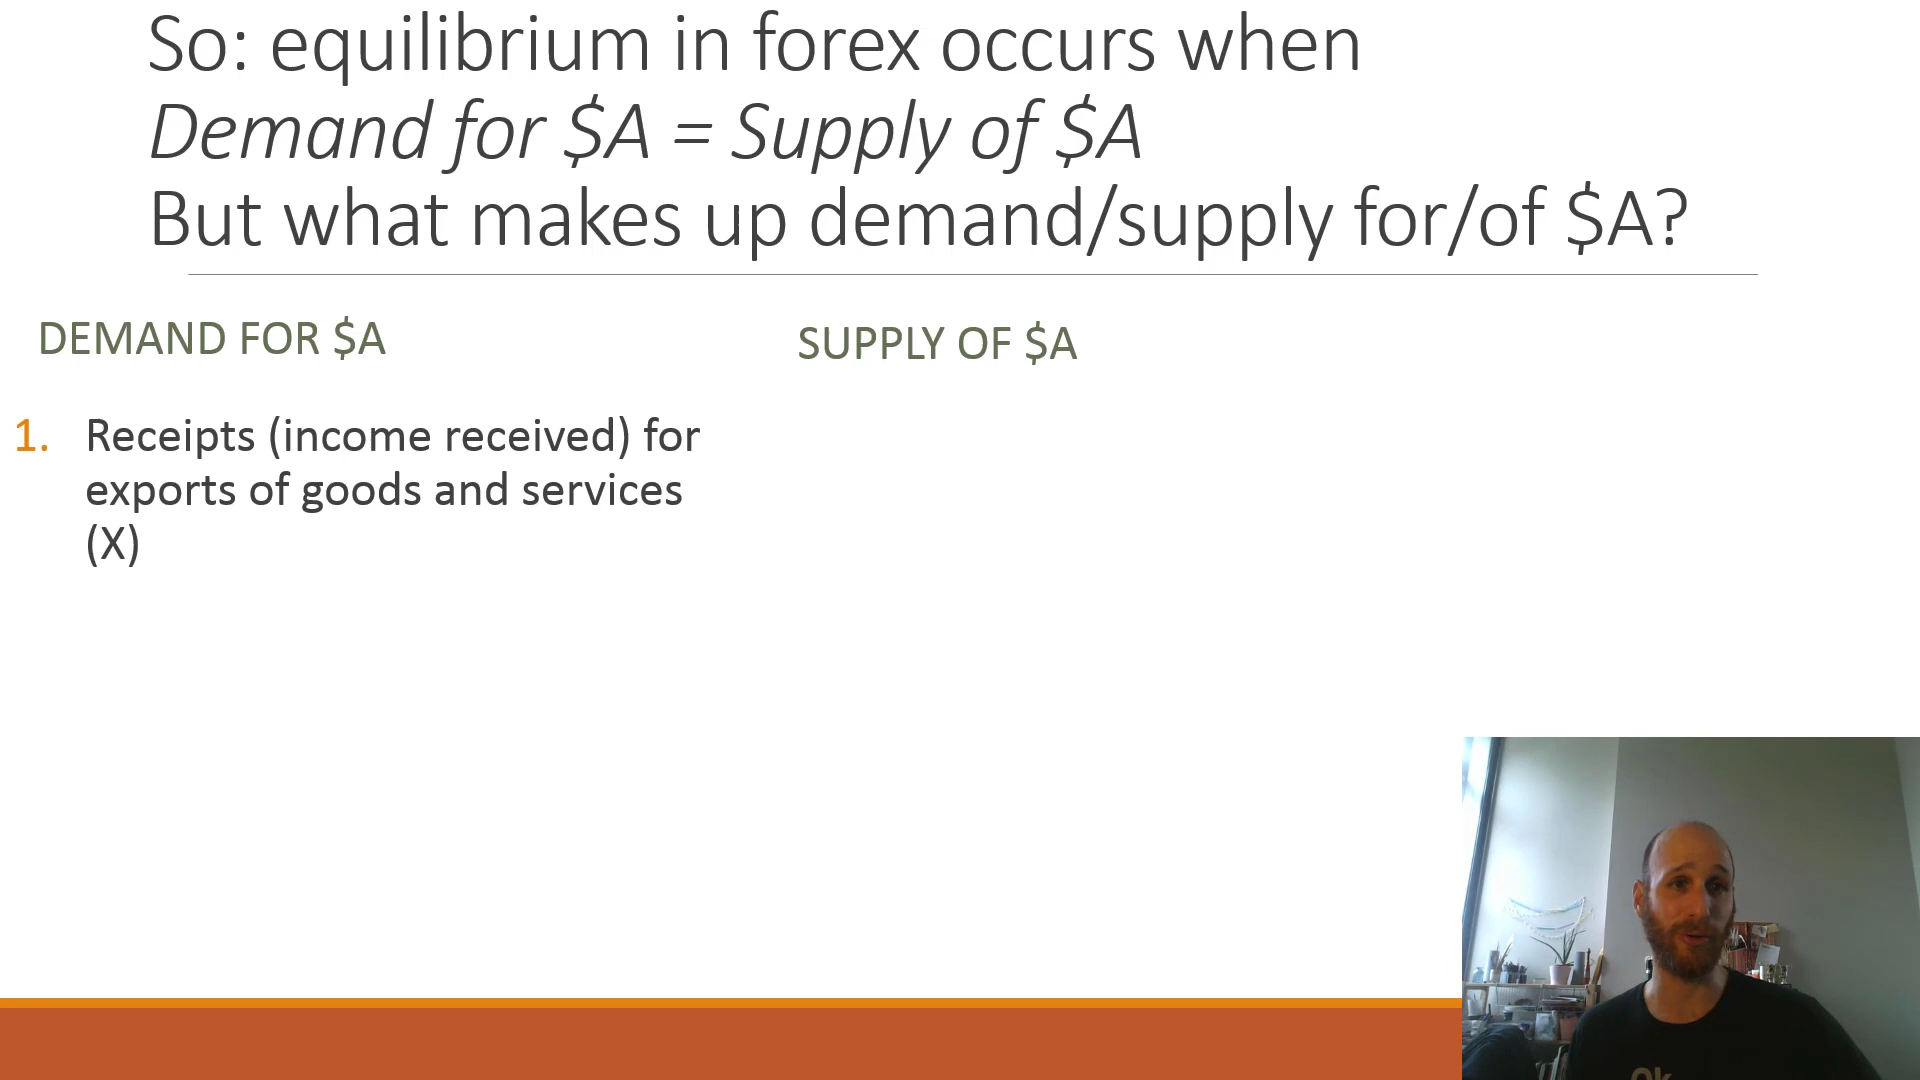 So: equilibrium in forex occurs when
Demand for $A = Supply of $A
But what makes up demand/supply for/of $A?
DEMAND FOR $A
SUPPLY OF $A
1. Receipts (income received) for
exports of goods and services
(X)
Ok